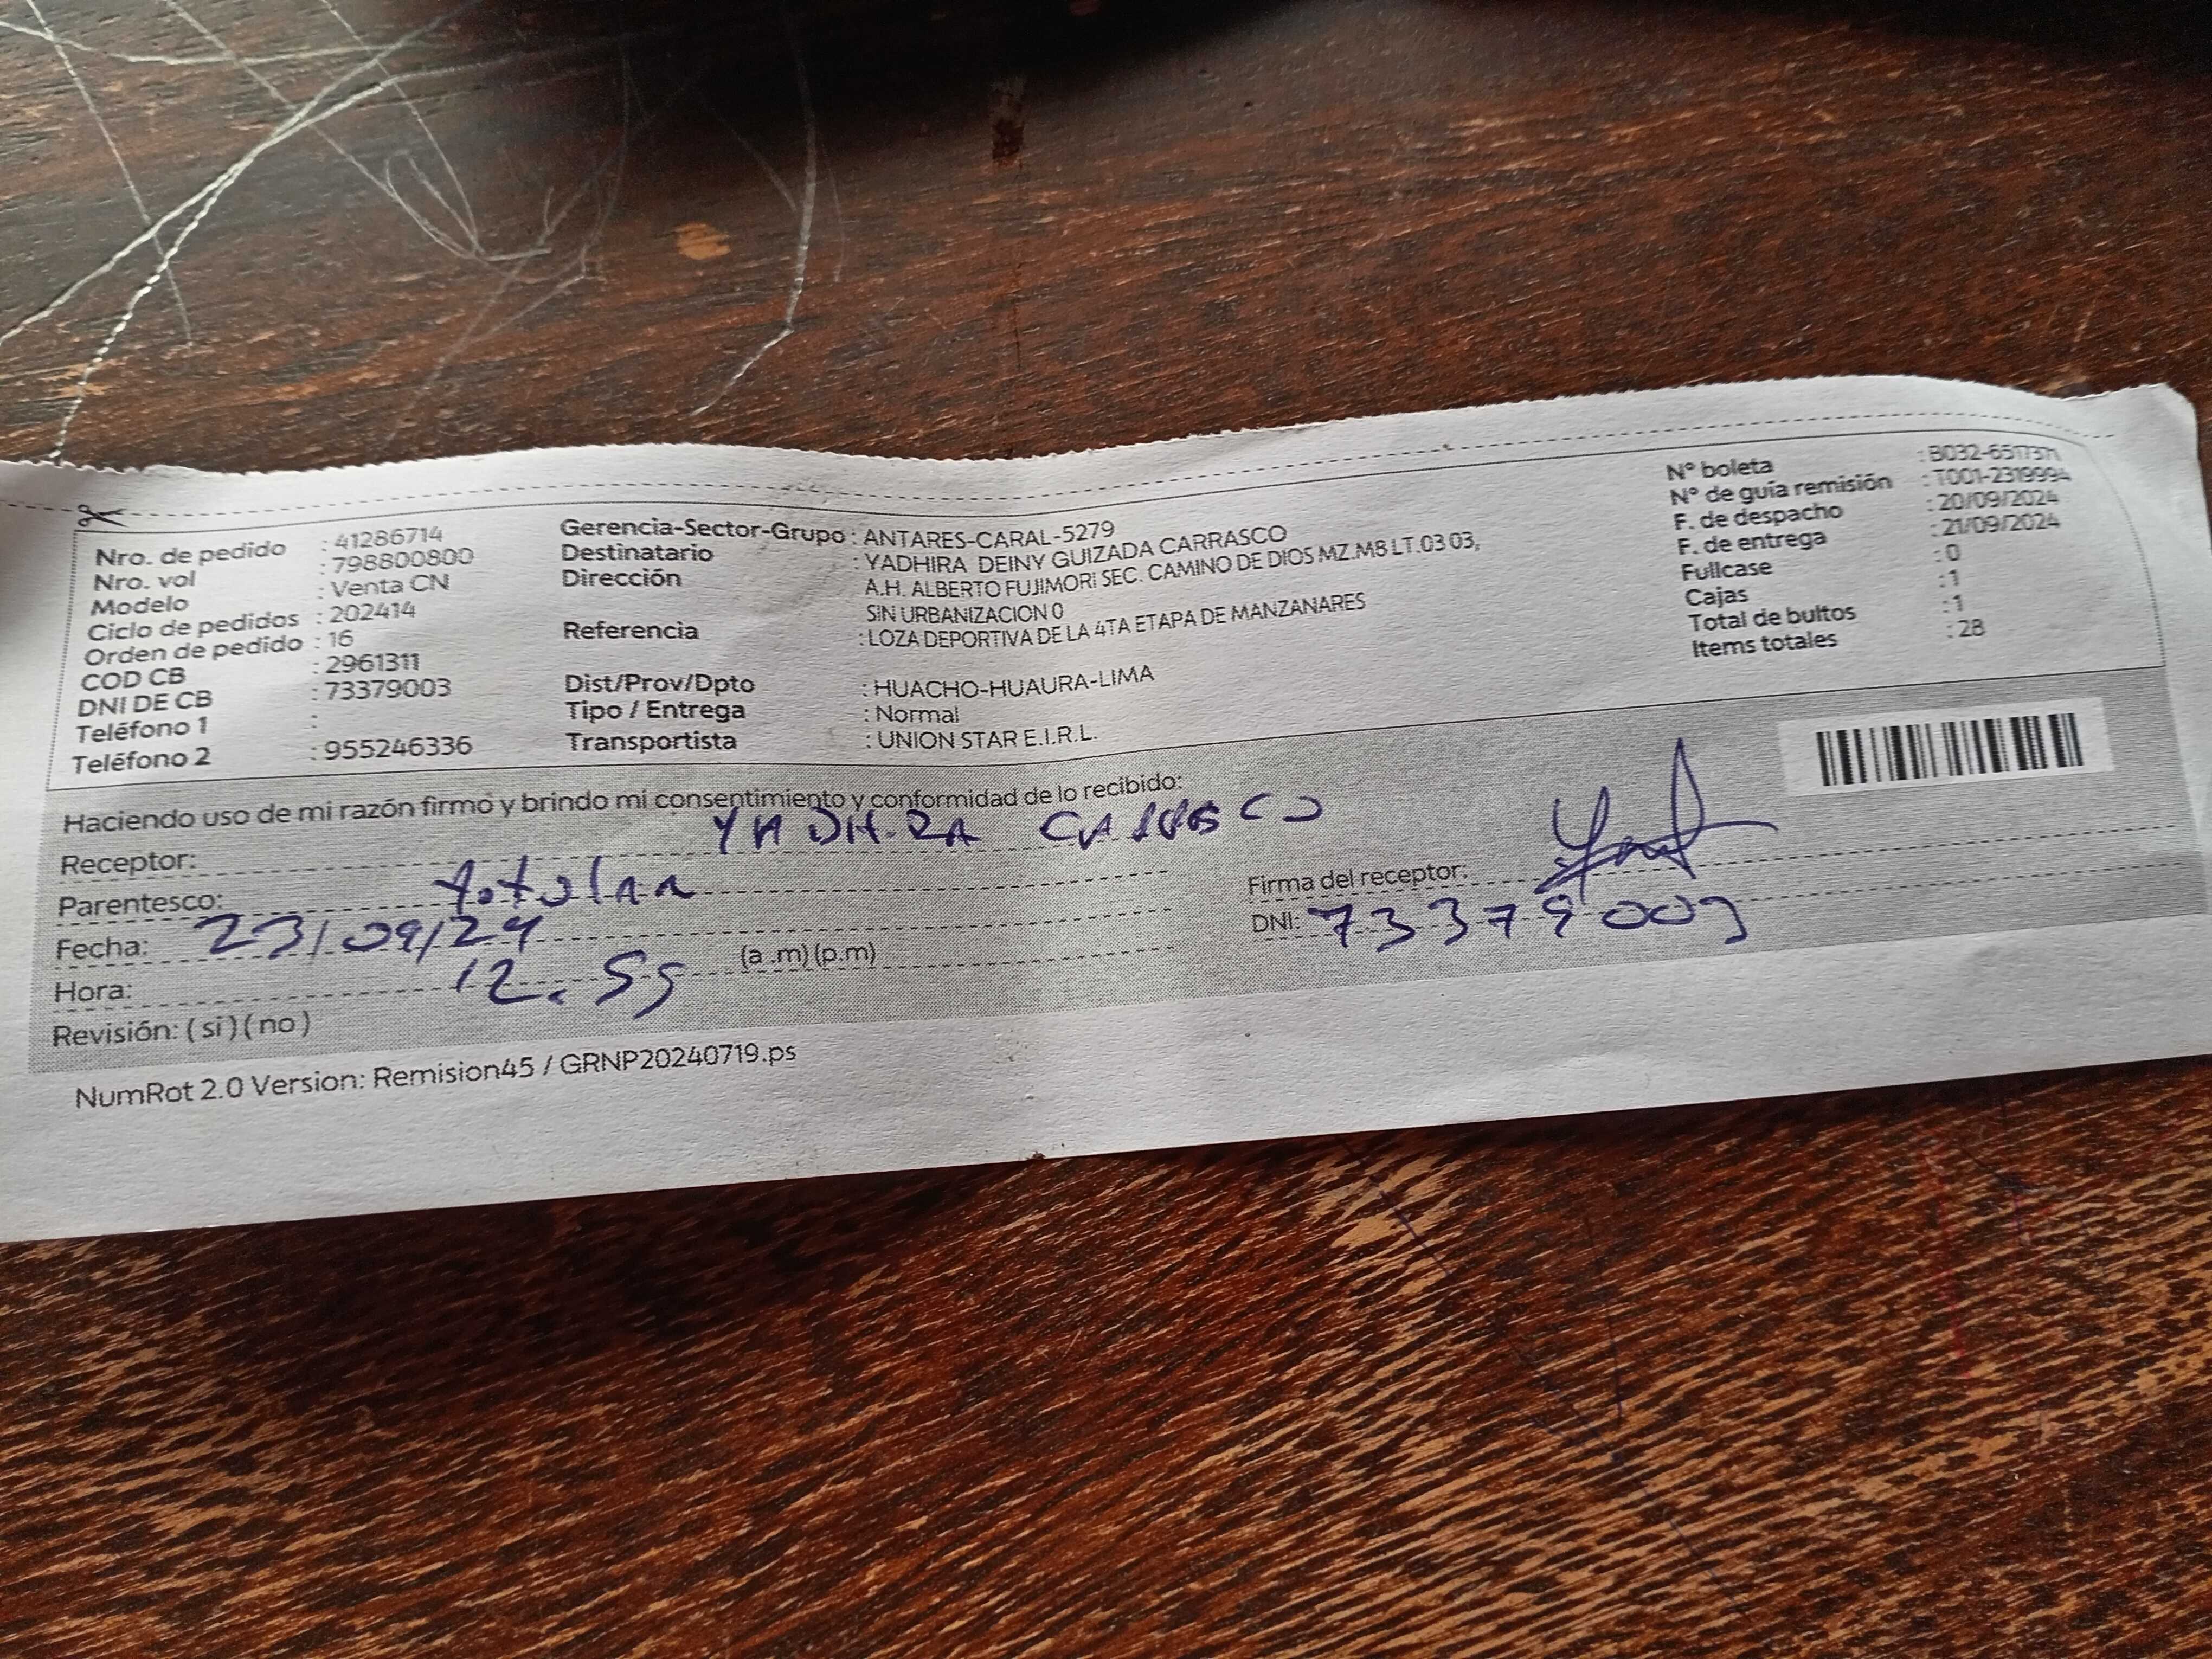 Nro. de pedido : 41286714
Nro. vol : 798800800
Modelo : Venta CN
Ciclo de pedidos : 202414
Orden de pedido : 16
COD CB : 2961311
DNI DE CB : 73379003
Teléfono 1 :
Teléfono 2 : 955246336
Gerencia-Sector-Grupo : ANTARES-CARAL-5279
Destinatario : YADHIRA DEINY GUIZADA CARRASCO
Dirección A.H. ALBERTO FUJIMORI SEC. CAMINO DE DIOS MZ.M8 LT.03 03,
SIN URBANIZACION 0
Referencia : LOZA DEPORTIVA DE LA 4TA ETAPA DE MANZANARES
Dist/Prov/Dpto : HUACHO-HUAURA-LIMA
Tipo / Entrega : Normal
Transportista : UNION STAR E.I.R.L.
N° boleta
N° de guía remisión : T001-2319994
F. de despacho : 20/09/2024
F. de entrega : 21/09/2024
Fullcase : 0
Cajas : 1
Total de bultos : 1
Items totales : 28
Haciendo uso de mi razón firmo y brindo mi consentimiento y conformidad de lo recibido:
Receptor: YADHIRA
Parentesco:
Fecha: 23/09/24
Hora: 12. (a.m) (p.m)
Revisión: (si) (no)
Firma del receptor:
DNI: 73379003
NumRot 2.0 Version: Remision45 / GRNP20240719.ps